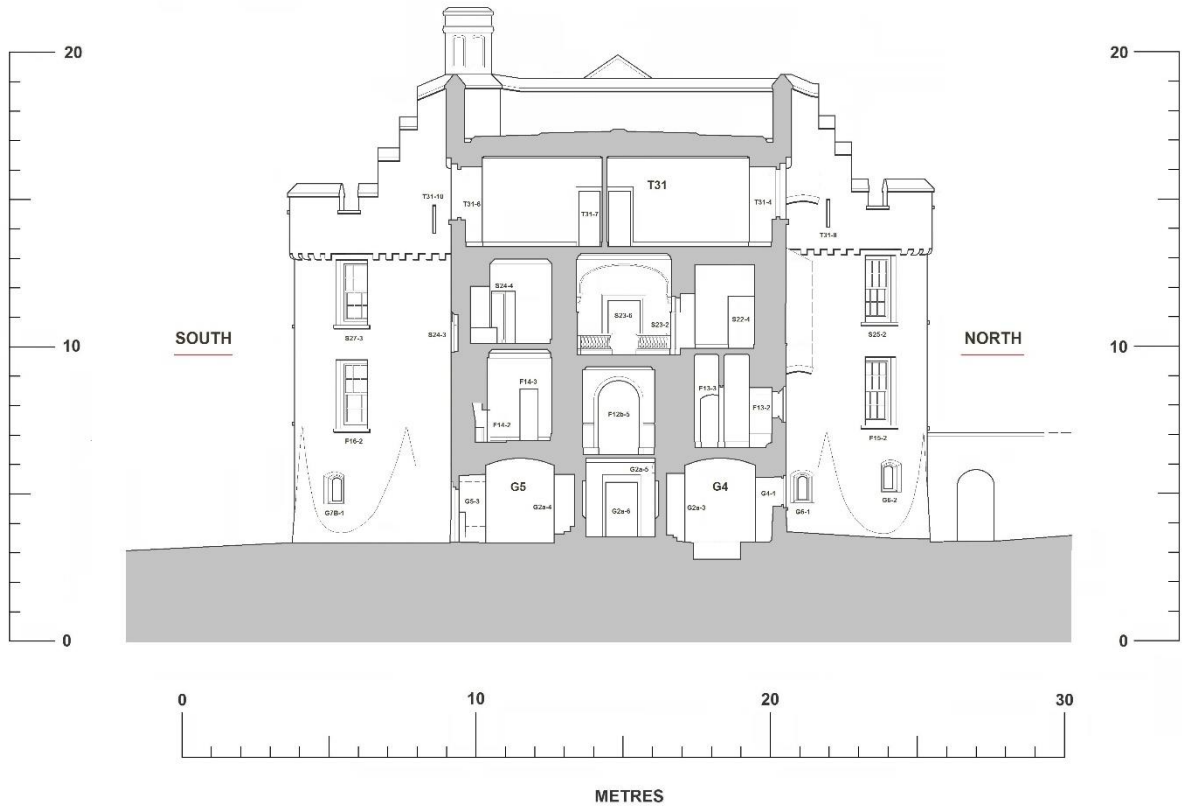 20
20
T31
T31-10
T31-6
T31-7
T31-4
T31-8
S24-4
S23-6
S23-2
S22-4
SOUTH
S27-3
S24-3
S25-2
NORTH
10
10
F14-3
F13-3
F14-2
F12b-5
F13-2
F16-2
F15-2
G5
G2a-5
G4
G5-3
G2a-4
G2a-6
G2a-3
G4-1
G7B-1
G6-1
G6-2
0
0
0
10
20
30
METRES